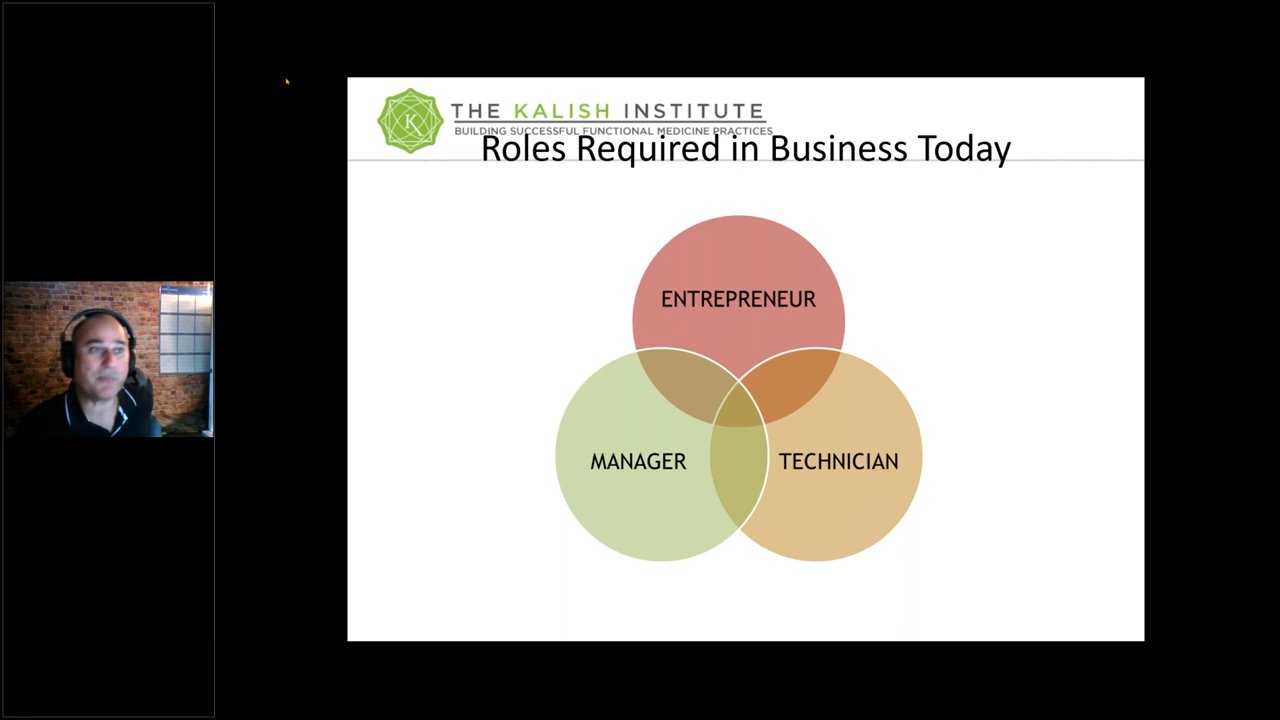 THE KALISH INSTITUTE
BUILDING SUCCESSFUL FUNCTIONAL MEDICINE PRACTICES
Roles Required in Business Today
ENTREPRENEUR
MANAGER
TECHNICIAN